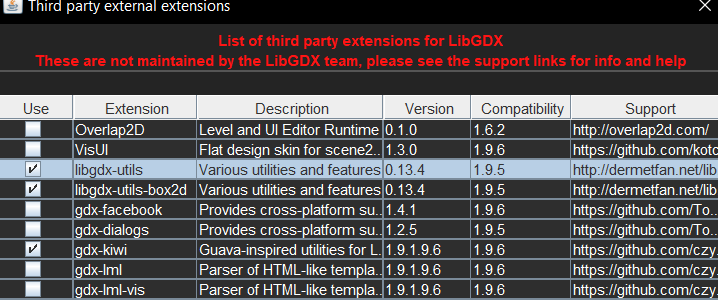 Third party external extensions
List of third party extensions for LibGDX
These are not maintained by the LibGDX team, please see the support links for info and help
Use Extension Description Version Compatibility Support
Overlap2D Level and UI Editor Runtime 0.1.0 1.6.2 http://overlap2d.com/
VisUI Flat design skin for scene2... 1.3.0 1.9.6 https://github.com/kotc
libgdx-utils Various utilities and features 0.13.4 1.9.5 http://dermetfan.net/lib
libgdx-utils-box2d Various utilities and features 0.13.4 1.9.5 http://dermetfan.net/lib
gdx-facebook Provides cross-platform su... 1.4.1 1.9.6 https://github.com/To...
gdx-dialogs Provides cross-platform su... 1.2.5 1.9.5 https://github.com/To...
gdx-kiwi Guava-inspired utilities for L... 1.9.1.9.6 1.9.6 https://github.com/czy...
gdx-lml Parser of HTML-like templa... 1.9.1.9.6 1.9.6 https://github.com/czy...
gdx-lml-vis Parser of HTML-like templa... 1.9.1.9.6 1.9.6 https://github.com/czy...